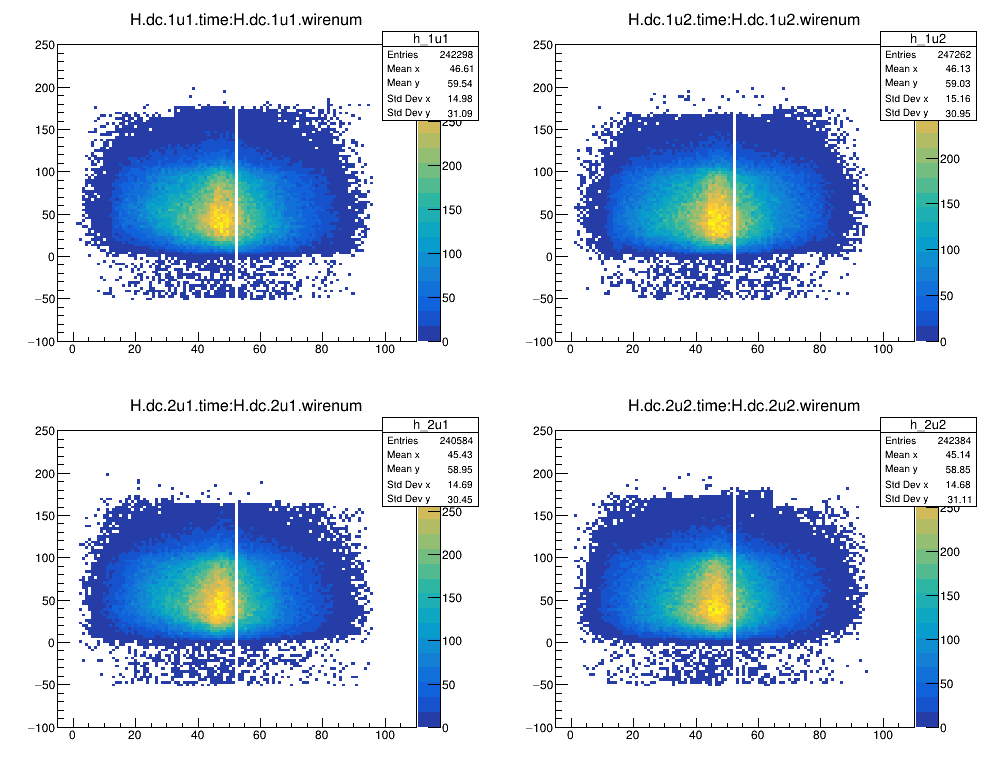 H.dc.1u1.time:H.dc.1u1.wirenum
h_1u1
Entries 242298
Mean x 46.61
Mean y 59.54
Std Dev x 14.98
Std Dev y 31.09
250
200
150
100
50
0
−50
−100
0 20 40 60 80 100
250
200
150
100
50
0
H.dc.1u2.time:H.dc.1u2.wirenum
h_1u2
Entries 247262
Mean x 46.13
Mean y 59.03
Std Dev x 15.16
Std Dev y 30.95
250
200
150
100
50
0
−50
−100
0 20 40 60 80 100
200
150
100
50
0
H.dc.2u1.time:H.dc.2u1.wirenum
h_2u1
Entries 240584
Mean x 45.43
Mean y 58.95
Std Dev x 14.69
Std Dev y 30.45
250
200
150
100
50
0
−50
−100
0 20 40 60 80 100
250
200
150
100
50
0
H.dc.2u2.time:H.dc.2u2.wirenum
h_2u2
Entries 242384
Mean x 45.14
Mean y 58.85
Std Dev x 14.68
Std Dev y 31.11
250
200
150
100
50
0
−50
−100
0 20 40 60 80 100
250
200
150
100
50
0